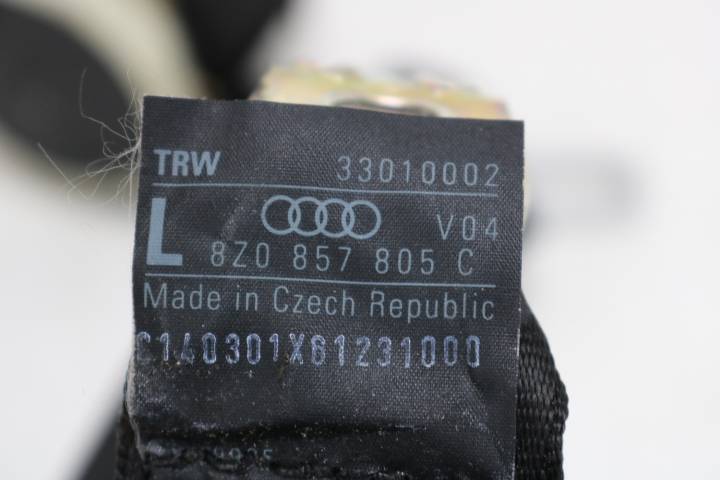 TRW 33010002
L V04
8Z0 857 805 C
Made in Czech Republic
C140301X61231000